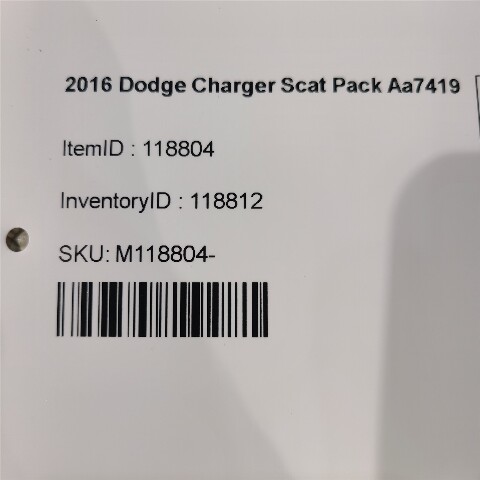 2016 Dodge Charger Scat Pack Aa7419
ItemID : 118804
InventoryID : 118812
SKU: M118804-